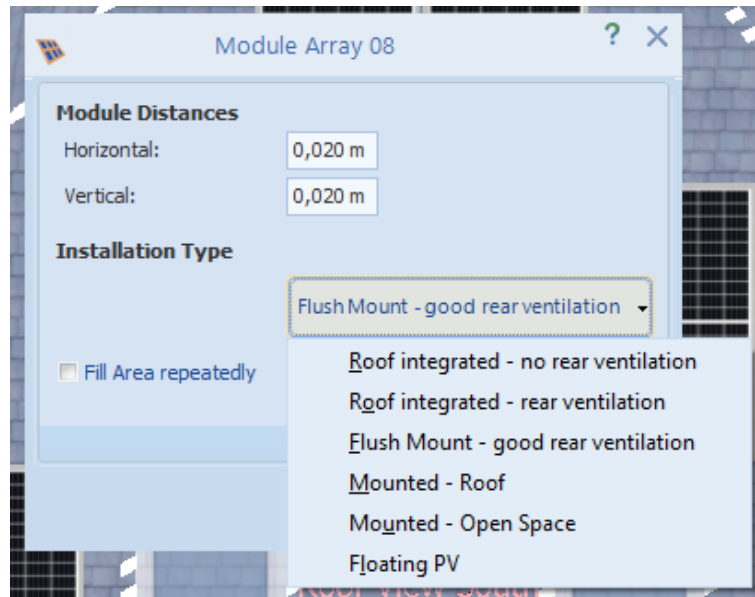 Module Array 08
?
Module Distances
Horizontal: 0,020 m
Vertical: 0,020 m
Installation Type
Flush Mount - good rear ventilation
Fill Area repeatedly
Roof integrated - no rear ventilation
Roof integrated - rear ventilation
Flush Mount - good rear ventilation
Mounted - Roof
Mounted - Open Space
Floating PV